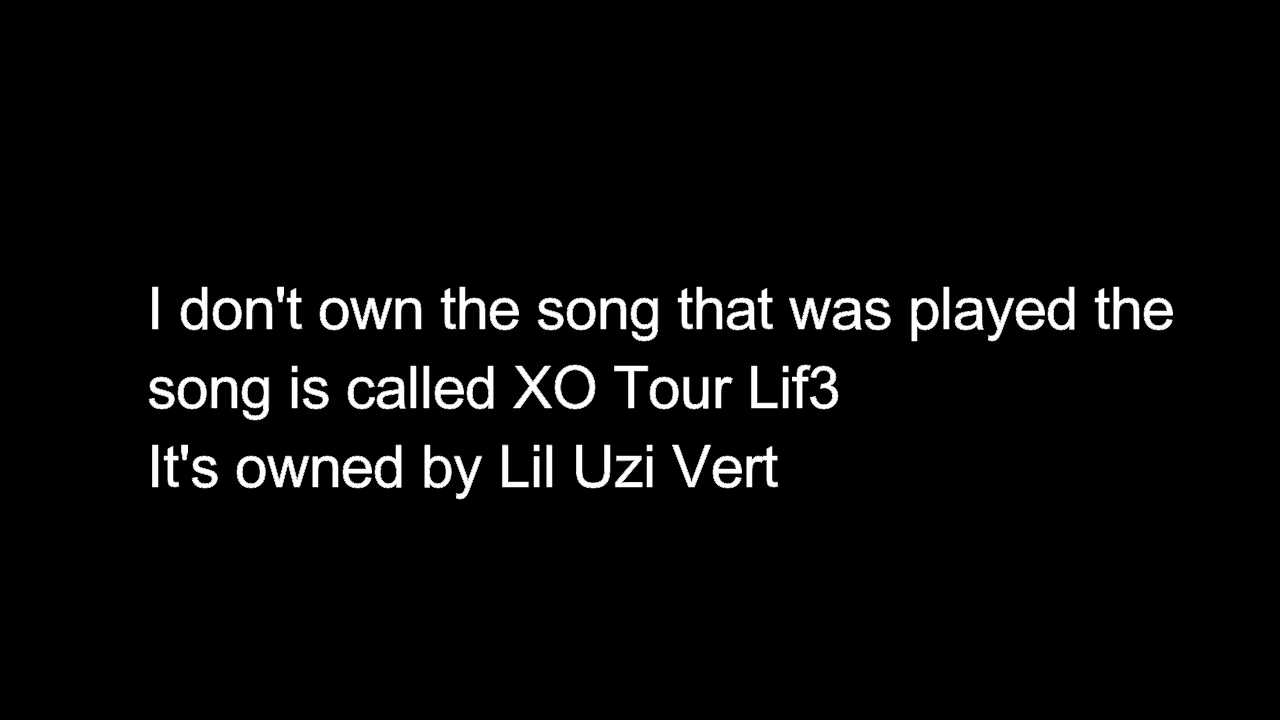 I don't own the song that was played the
song is called XO Tour Lif3
It's owned by Lil Uzi Vert